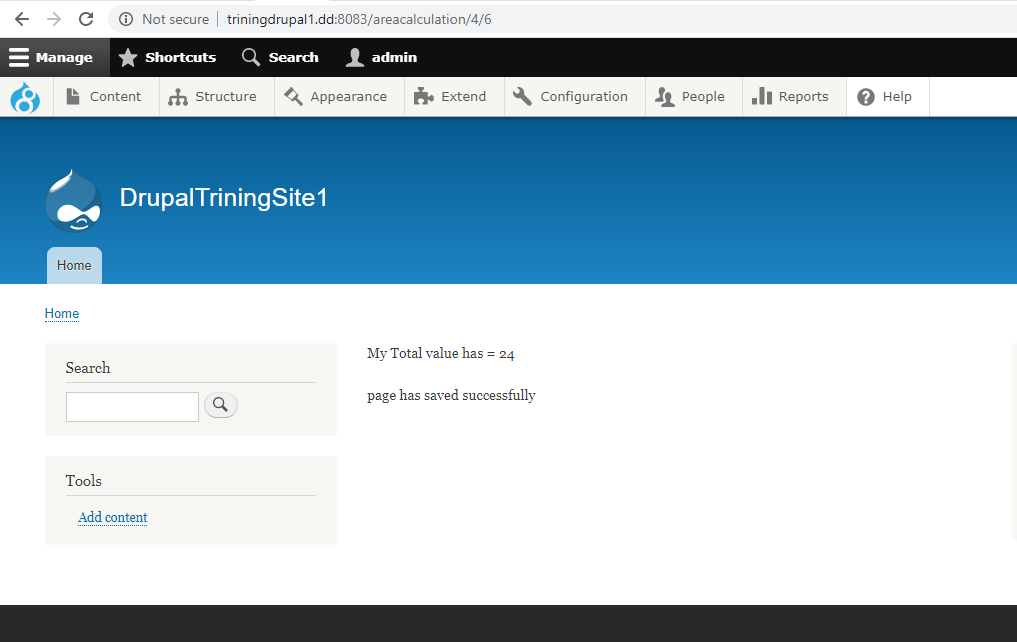 Not secure | triningdrupal1.dd:8083/areacalculation/4/6
Manage Shortcuts Search admin
Content Structure Appearance Extend Configuration People Reports Help
DrupalTriningSite1
Home
Home
Search
My Total value has = 24
page has saved successfully
Tools
Add content